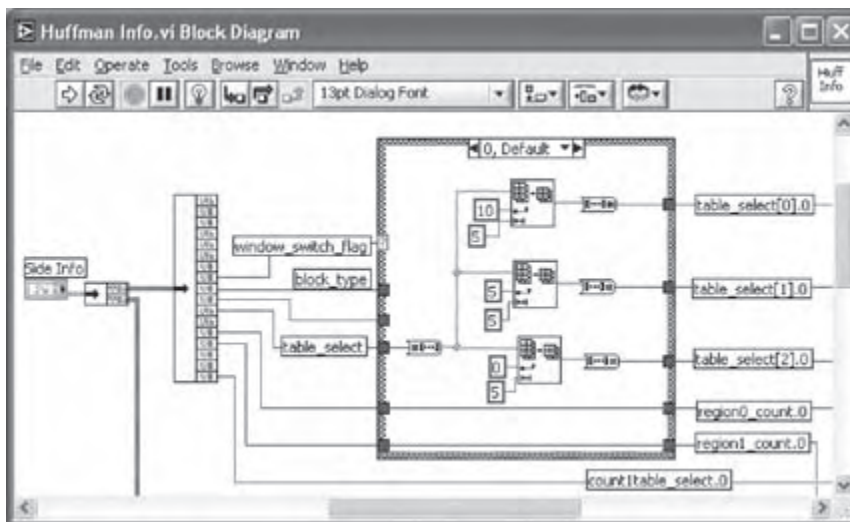 Huffman Info.vi Block Diagram
File Edit Operate Tools Browse Window Help
Huff
Info
13pt Dialog Font
0, Default
10
5
table_select[0].0
window_switch_flag
Side Info
block_type
5
5
table_select[1].0
table_select
0
5
table_select[2].0
region0_count.0
region1_count.0
count1table_select.0